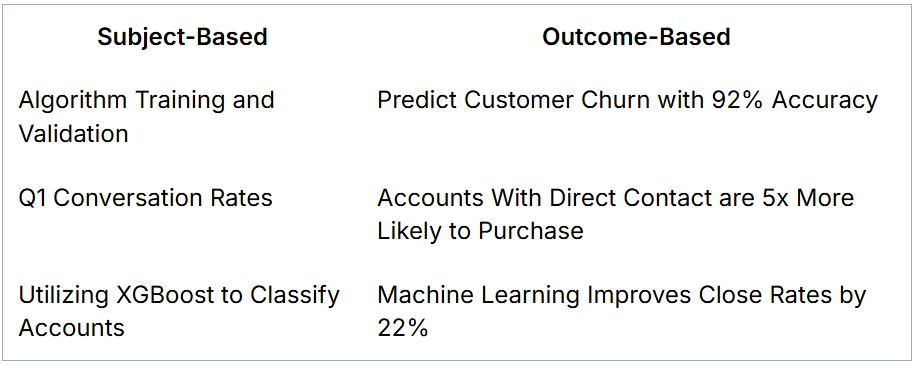 Subject-Based
Outcome-Based
Algorithm Training and
Validation
Predict Customer Churn with 92% Accuracy
Q1 Conversation Rates
Accounts With Direct Contact are 5x More
Likely to Purchase
Utilizing XGBoost to Classify
Accounts
Machine Learning Improves Close Rates by
22%